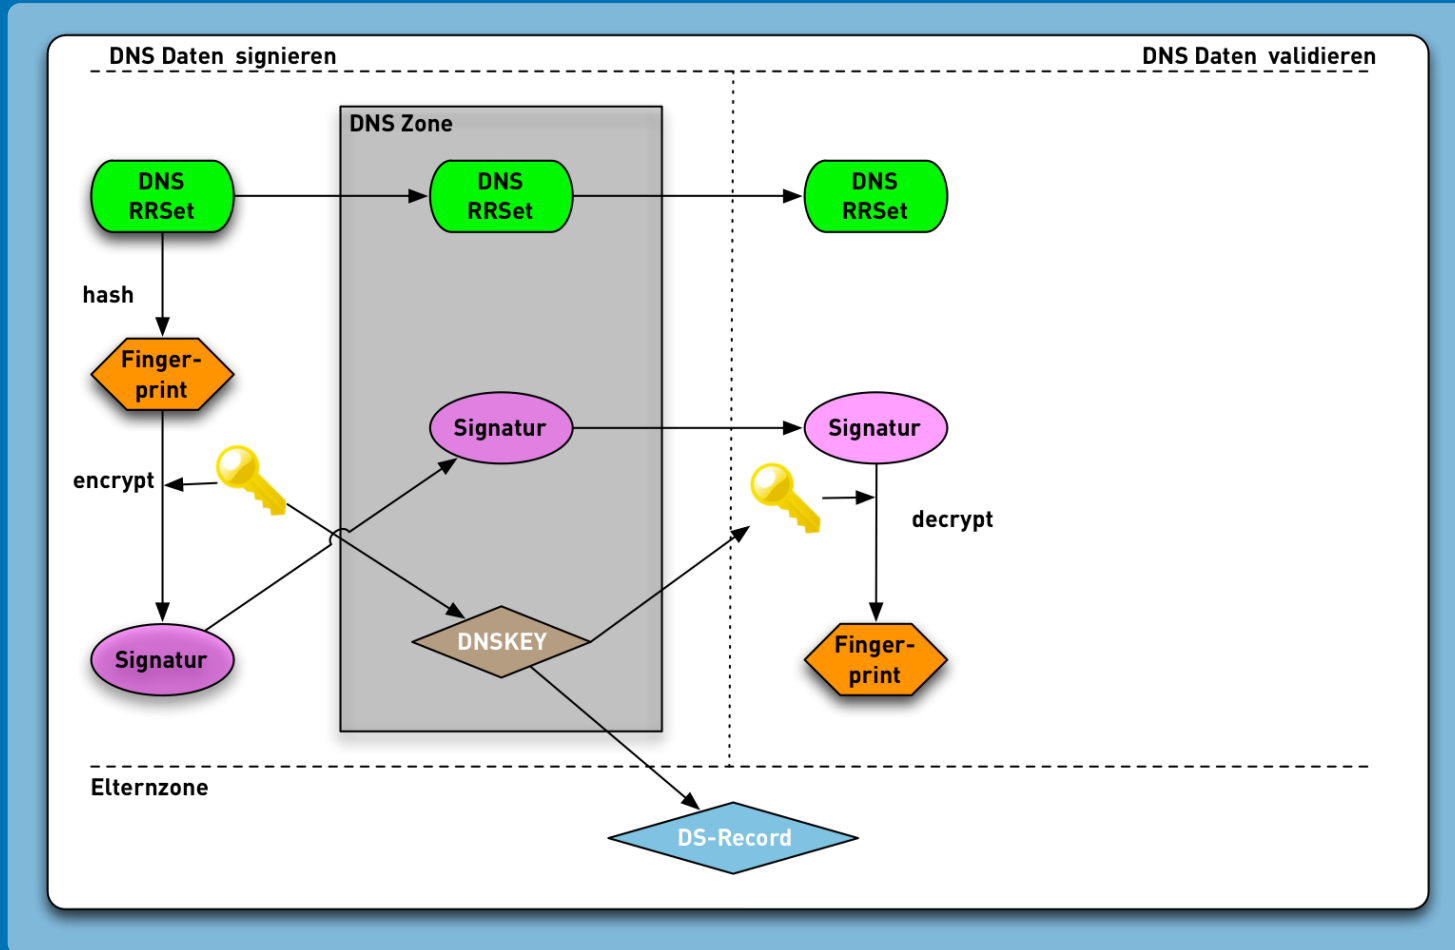 DNS Daten signieren
DNS Daten validieren
DNS Zone
DNS
RRSet
DNS
RRSet
DNS
RRSet
hash
Finger-
print
Signatur
Signatur
encrypt
decrypt
Signatur
DNSKEY
Finger-
print
Elternzone
DS-Record